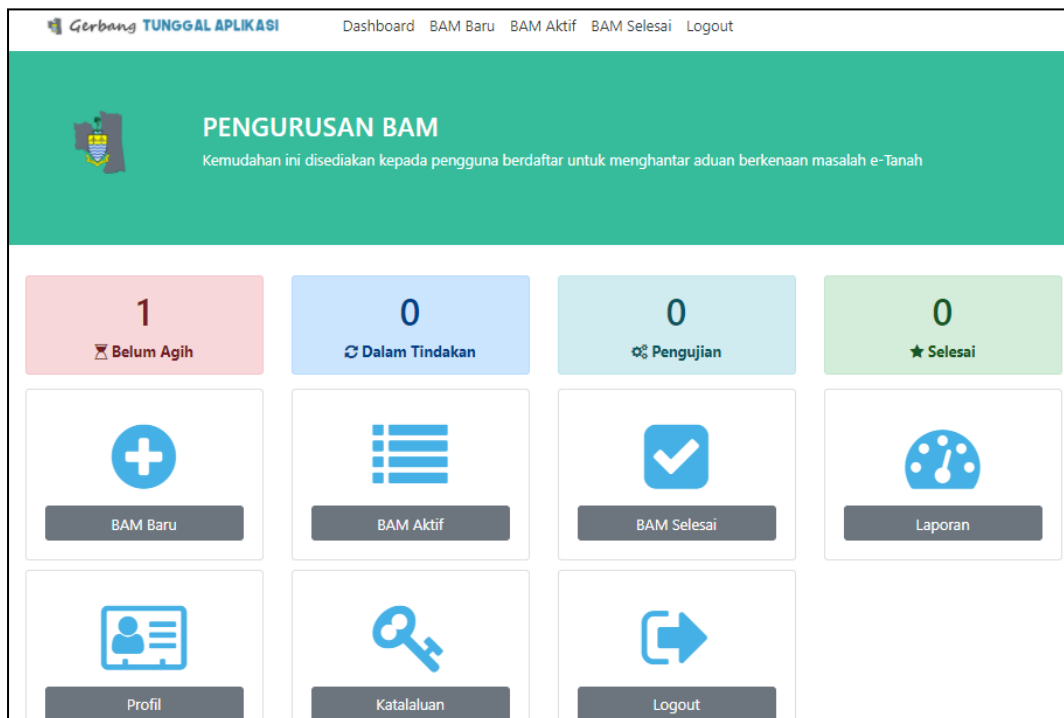 Gerbang TUNGGAL APLIKASI Dashboard BAM Baru BAM Aktif BAM Selesai Logout
PENGURUSAN BAM
Kemudahan ini disediakan kepada pengguna berdaftar untuk menghantar aduan berkenaan masalah e-Tanah
1 0 0 0
Belum Agih Dalam Tindakan Pengujian Selesai
BAM Baru BAM Aktif BAM Selesai Laporan
Profil Katalaluan Logout